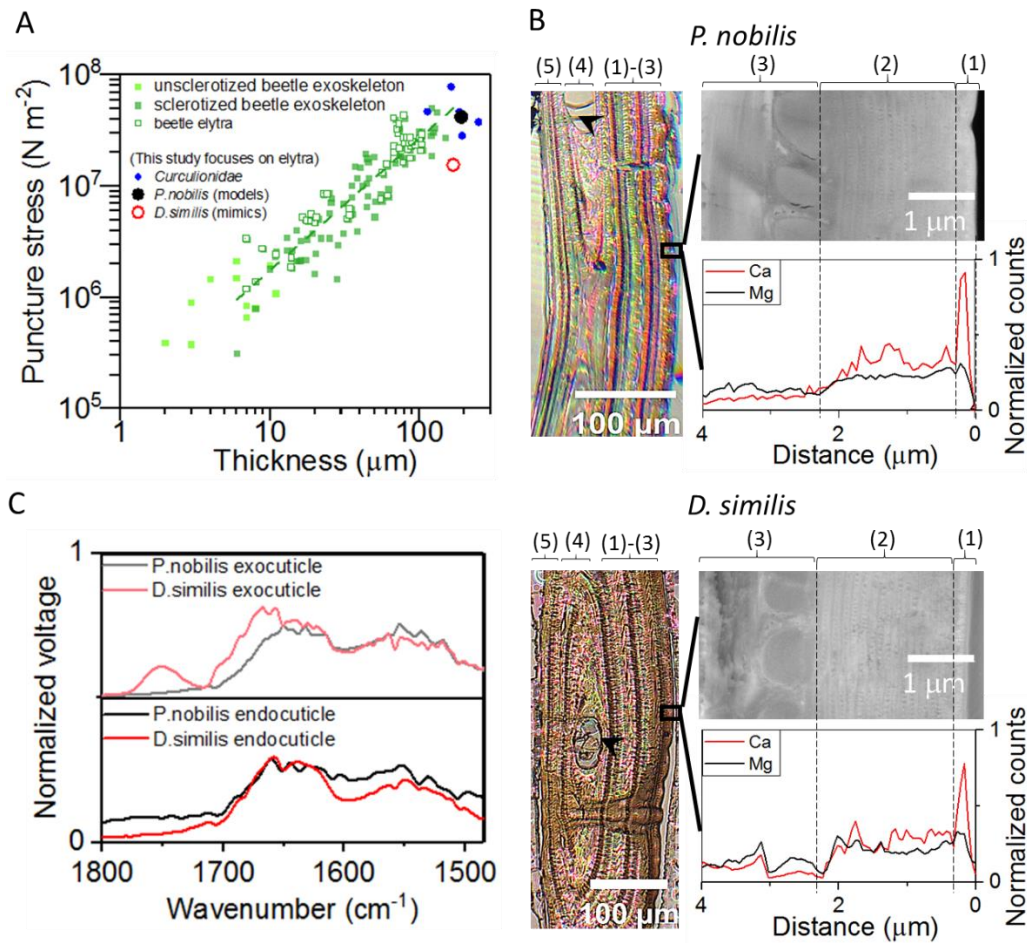 A
Puncture stress (N m-2)
10^8
10^7
10^6
10^5
unsclerotized beetle exoskeleton
sclerotized beetle exoskeleton
beetle elytra
(This study focuses on elytra)
Curculionidae
P.nobilis (models)
D.similis (mimics)
1
10
100
Thickness (μm)
B
P. nobilis
(5) (4) (1)-(3)
(3) (2) (1)
1 μm
100 μm
Ca
Mg
1
0
Normalized counts
4 2 0
Distance (μm)
D. similis
(5) (4) (1)-(3)
(3) (2) (1)
1 μm
100 μm
Ca
Mg
1
0
Normalized counts
4 2 0
Distance (μm)
C
Normalized voltage
1
0
P.nobilis exocuticle
D.similis exocuticle
P.nobilis endocuticle
D.similis endocuticle
1800 1700 1600 1500
Wavenumber (cm-1)